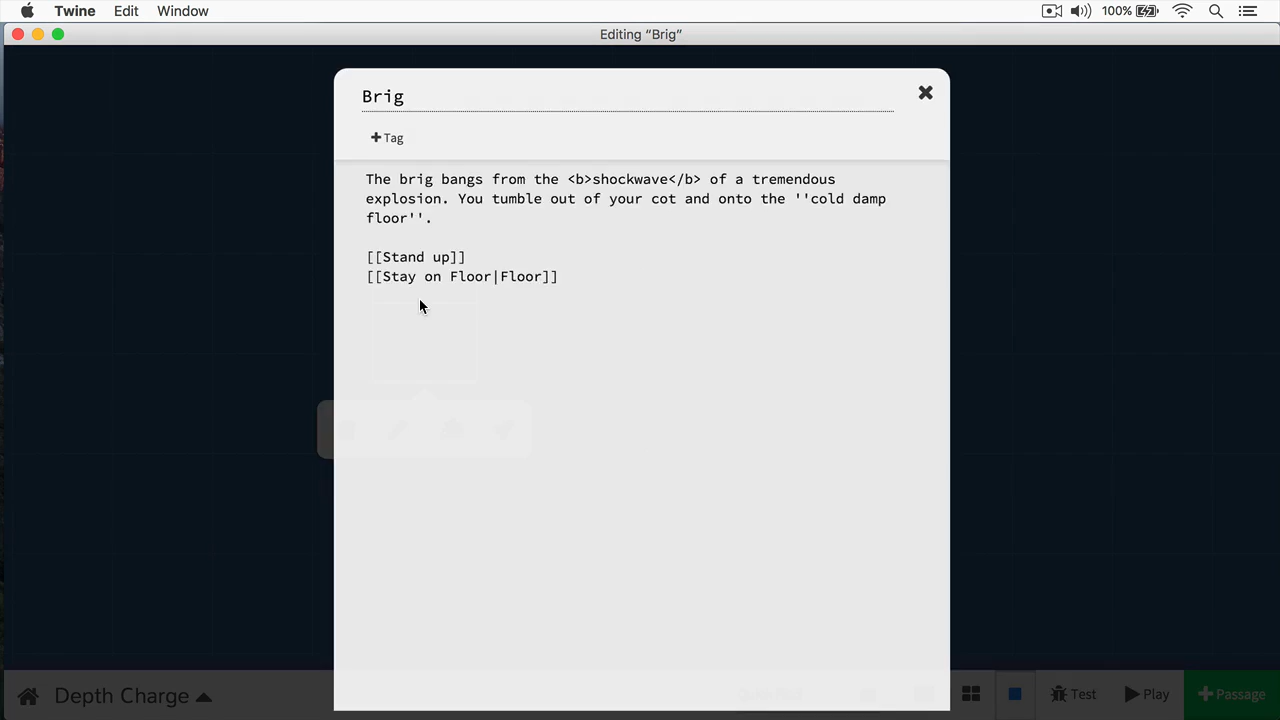 Twine Edit Window 100%
Editing “Brig”
Brig
+Tag
The brig bangs from the <b>shockwave</b> of a tremendous
explosion. You tumble out of your cot and onto the ''cold damp
floor''.
[[Stand up]]
[[Stay on Floor|Floor]]
Depth Charge Test Play +Passage